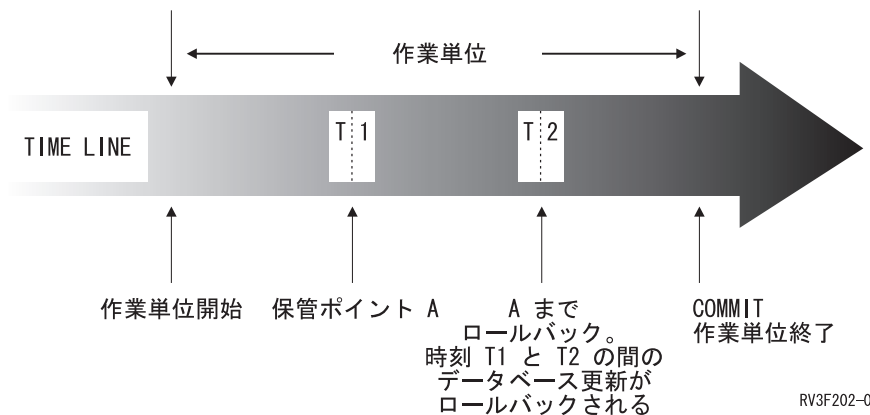 作業単位
TIME LINE
T 1
T 2
作業単位開始
保管ポイント A
A まで
ロールバック。
時刻 T1 と T2 の間の
データベース更新が
ロールバックされる
COMMIT
作業単位終了
RV3F202-0